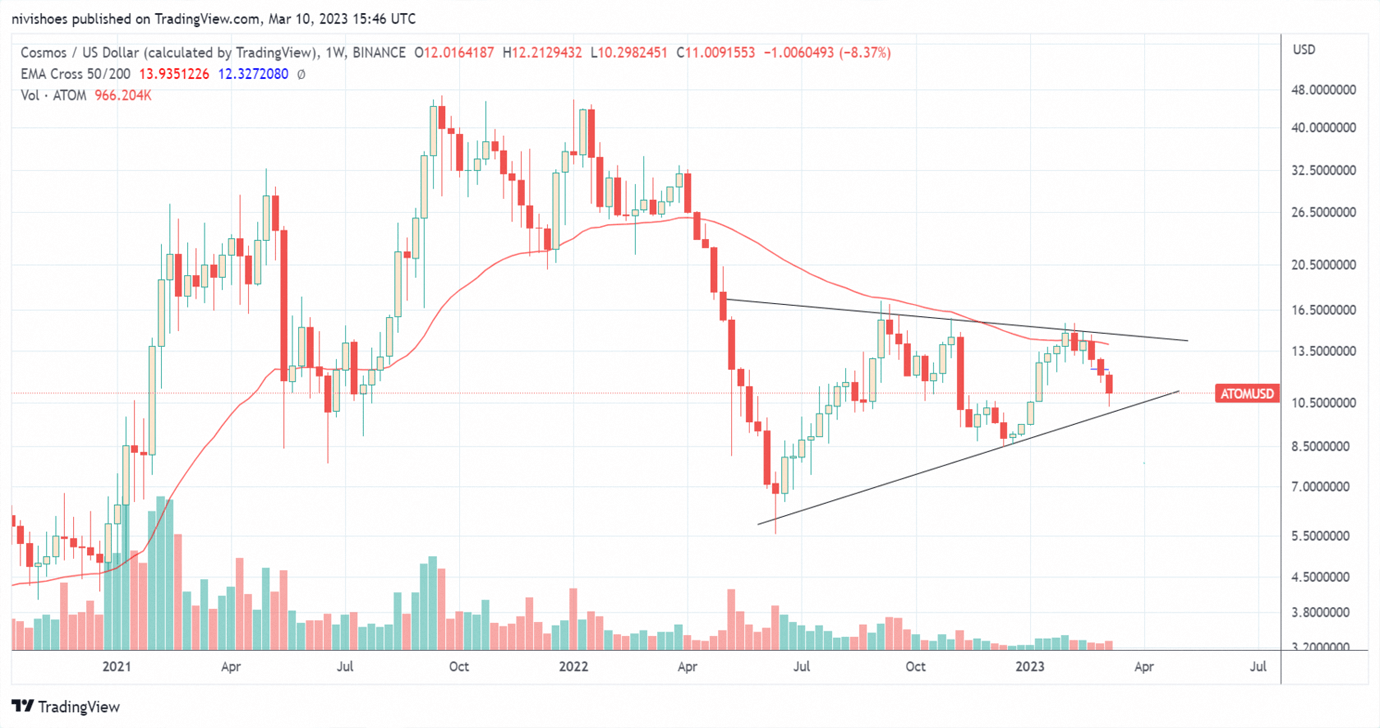 nivishoes published on TradingView.com, Mar 10, 2023 15:46 UTC
Cosmos / US Dollar (calculated by TradingView), 1W, BINANCE O12.0164187 H12.2129432 L10.2982451 C11.0091553 −1.0060493 (−8.37%)
USD
EMA Cross 50/200 13.9351226 12.3272080 Ø
Vol · ATOM 966.204K
48.0000000
40.0000000
32.5000000
26.5000000
20.5000000
16.5000000
13.5000000
ATOMUSD
10.5000000
8.5000000
7.0000000
5.5000000
4.5000000
3.8000000
3.2000000
2021 Apr Jul Oct 2022 Apr Jul Oct 2023 Apr Jul
TradingView